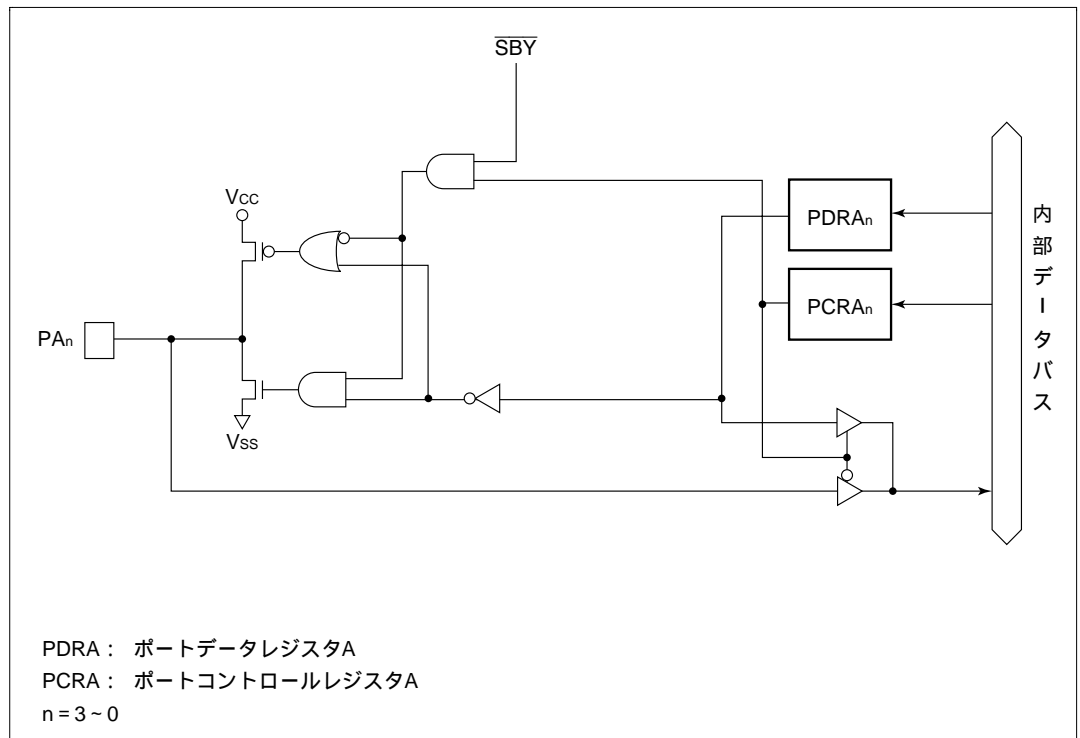 SBY
VCC
PDRAn
PCRAn
内部データバス
PAn
VSS
PDRA： ポートデータレジスタA
PCRA： ポートコントロールレジスタA
n = 3 ~ 0